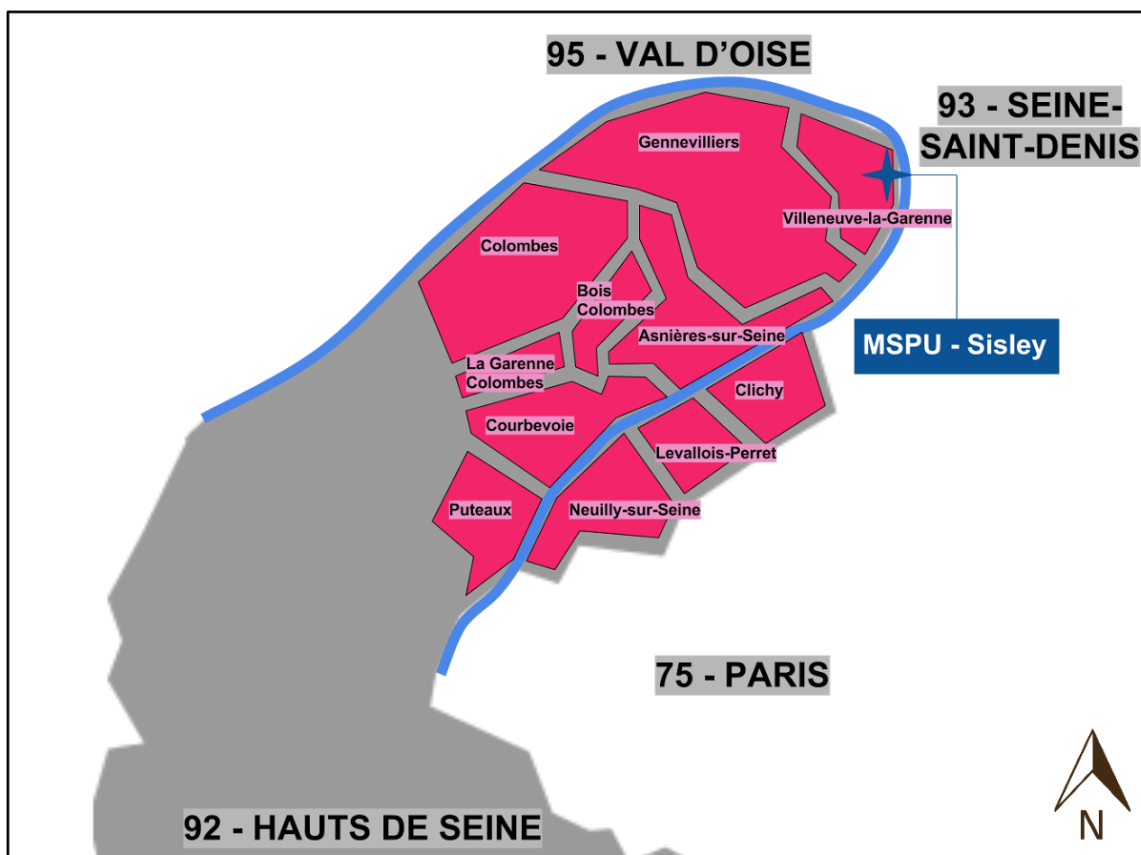 95 - VAL D'OISE
93 - SEINE-
SAINT-DENIS
Gennevilliers
Villeneuve-la-Garenne
Colombes
Bois
Colombes
Asnières-sur-Seine
MSPU - Sisley
La Garenne
Colombes
Clichy
Courbevoie
Levallois-Perret
Puteaux
Neuilly-sur-Seine
75 - PARIS
92 - HAUTS DE SEINE
N